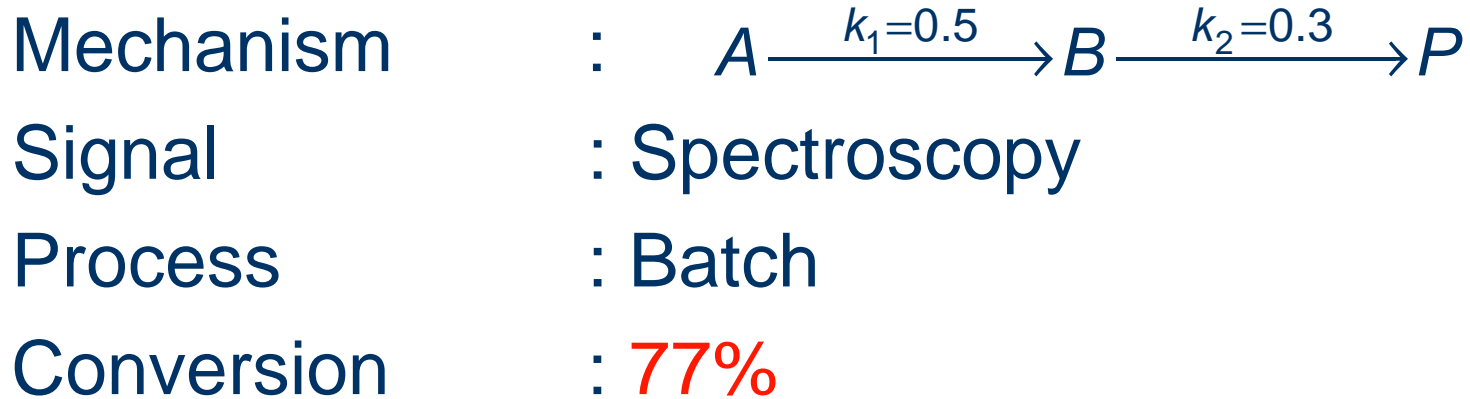 Mechanism : A k₁=0.5→ B k₂=0.3→ P
Signal : Spectroscopy
Process : Batch
Conversion : 77%